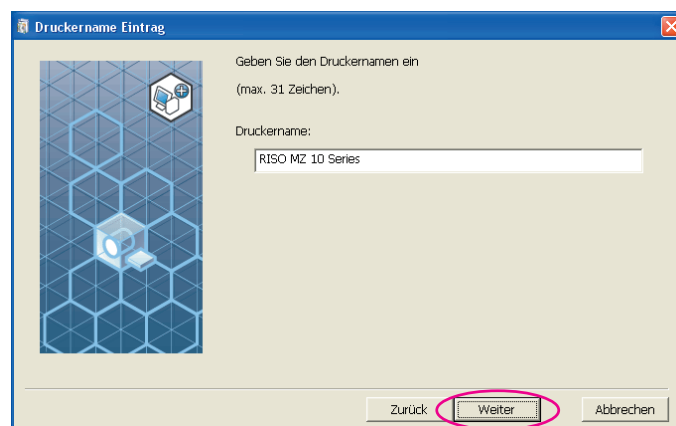 Druckername Eintrag
Geben Sie den Druckernamen ein
(max. 31 Zeichen).
Druckername:
RISO MZ 10 Series
Zurück Weiter Abbrechen